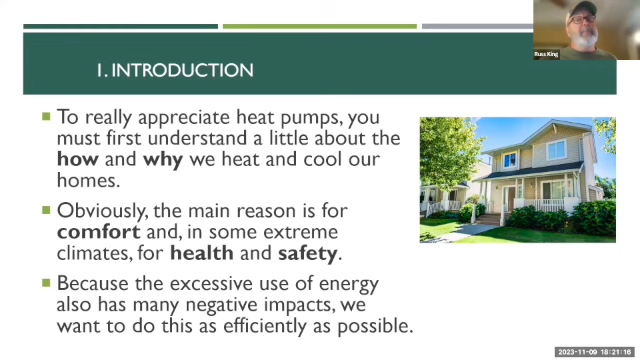 1. INTRODUCTION
Russ King
To really appreciate heat pumps, you
must first understand a little about the
how and why we heat and cool our
homes.
Obviously, the main reason is for
comfort and, in some extreme
climates, for health and safety.
Because the excessive use of energy
also has many negative impacts, we
want to do this as efficiently as possible.
2023-11-09 18:21:16